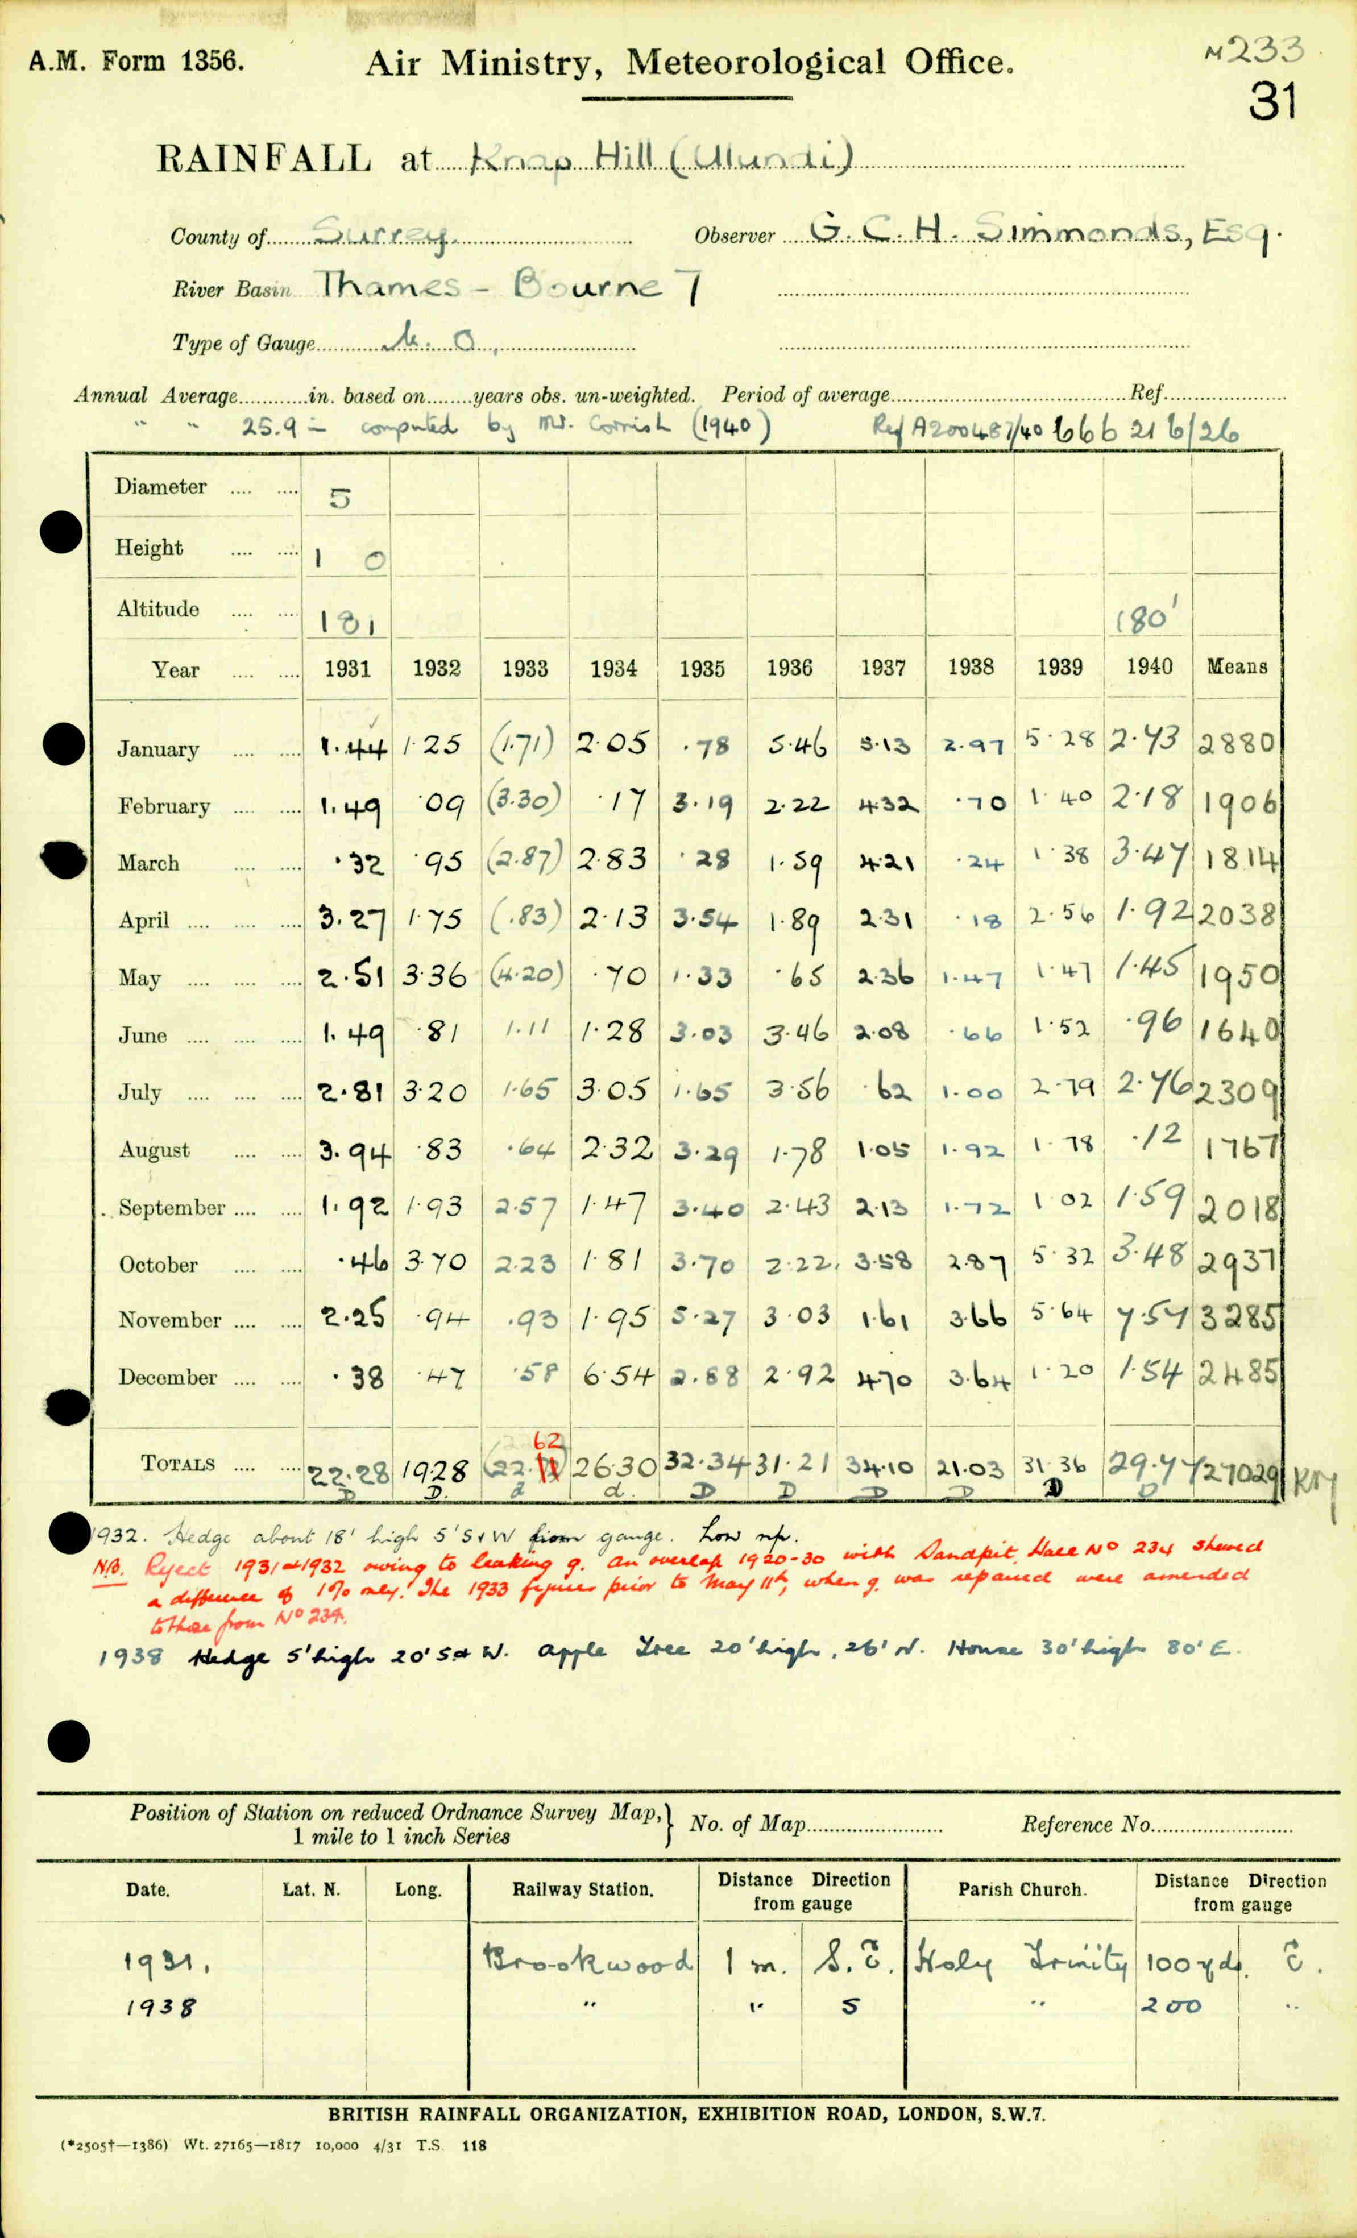 A.M. Form 1356. Air Ministry, Meteorological Office. M233
31
RAINFALL at Knap Hill (Ulundi)
County of Surrey. Observer G. C. H. Simmonds, Esq.
River Basin Thames - Bourne 7
Type of Gauge M. O.
Annual Average in. based on years obs. un-weighted. Period of average Ref.
" " 25.9 in computed by Mr. Cornish (1940) Ref A200487/40 666 21 6/26
Diameter 5
Height 1 0
Altitude 181 180'
Year 1931 1932 1933 1934 1935 1936 1937 1938 1939 1940 Means
January 1.44 1.25 (1.71) 2.05 .78 5.46 5.13 2.97 5.28 2.43 2880
February 1.49 .09 (3.30) .17 3.19 2.22 4.32 .70 1.40 2.18 1906
March .32 .95 (2.87) 2.83 .28 1.59 4.21 .24 1.38 3.47 1814
April 3.27 1.75 (.83) 2.13 3.54 1.89 2.31 .18 2.56 1.92 2038
May 2.51 3.36 (4.20) .70 1.33 .65 2.36 1.47 1.47 1.45 1950
June 1.49 .81 1.11 1.28 3.03 3.46 2.08 .66 1.52 .96 1640
July 2.81 3.20 1.65 3.05 1.65 3.56 .62 1.00 2.79 2.76 2309
August 3.94 .83 .64 2.32 3.29 1.78 1.05 1.92 1.78 .12 1767
September 1.92 1.93 2.57 1.47 3.40 2.43 2.13 1.72 1.02 1.59 2018
October .46 3.70 2.23 1.81 3.70 2.22 3.58 2.87 5.32 3.48 2937
November 2.25 .94 .93 1.95 5.27 3.03 1.61 3.66 5.64 7.57 3285
December .38 .47 .58 6.54 2.88 2.92 4.70 3.64 1.20 1.54 2485
62
TOTALS 22.28 19.28 (22. ) 26.30 32.34 31.21 34.10 21.03 31.36 29.47 27029 KM
D D. d d. D D D D D D
1932. Hedge about 18' high 5' S & W from gauge. Low rep.
N.B. Reject 1931 & 1932 owing to leaking g. An overlap 1920-30 with Sandpit Hall No 234 showed
a difference of 1% only. The 1933 figures prior to May 11th, when g. was repaired were amended
to those from No 234.
1938 Hedge 5' high 20' S & W. Apple Tree 20' high, 26' N. House 30' high 80' E.
Position of Station on reduced Ordnance Survey Map, } No. of Map Reference No.
1 mile to 1 inch Series
Date. Lat. N. Long. Railway Station. Distance Direction from gauge Parish Church. Distance Direction from gauge
1931. Brookwood 1 m. S.E. Holy Trinity 100 yds. E.
1938 " " S " 200 "
BRITISH RAINFALL ORGANIZATION, EXHIBITION ROAD, LONDON, S.W.7.
(*2505†—1386) Wt. 27165—1817 10,000 4/31 T.S. 118